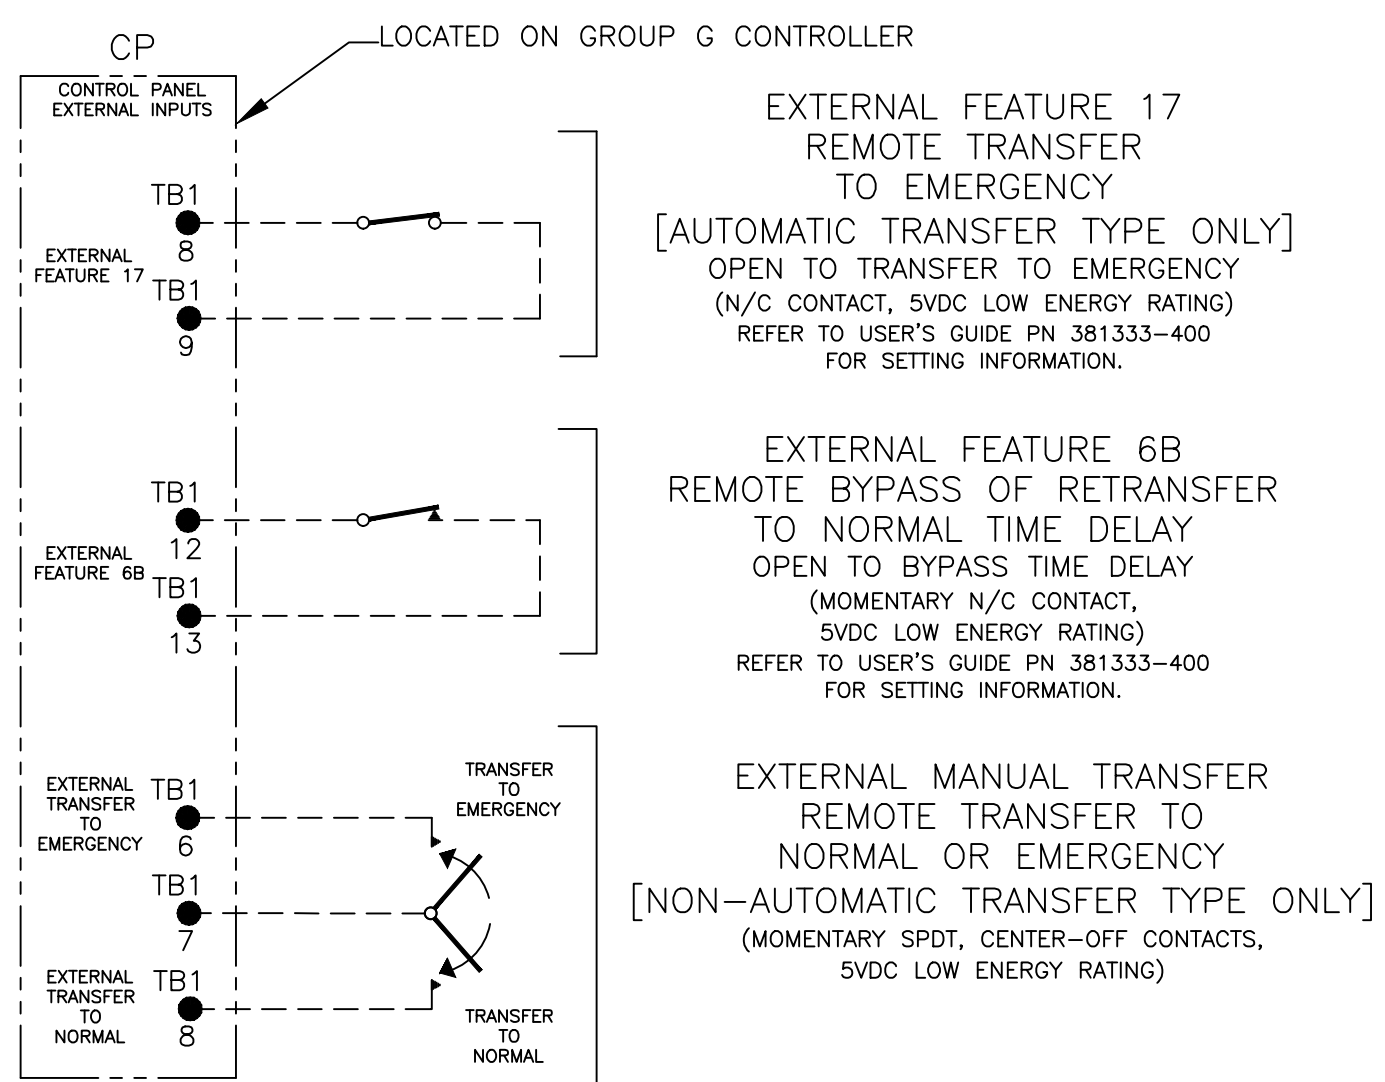 LOCATED ON GROUP G CONTROLLER
CP
CONTROL PANEL
EXTERNAL INPUTS
TB1
8
EXTERNAL
FEATURE 17
TB1
9
EXTERNAL FEATURE 17
REMOTE TRANSFER
TO EMERGENCY
[AUTOMATIC TRANSFER TYPE ONLY]
OPEN TO TRANSFER TO EMERGENCY
(N/C CONTACT, 5VDC LOW ENERGY RATING)
REFER TO USER'S GUIDE PN 381333-400
FOR SETTING INFORMATION.
TB1
12
EXTERNAL
FEATURE 6B
TB1
13
EXTERNAL FEATURE 6B
REMOTE BYPASS OF RETRANSFER
TO NORMAL TIME DELAY
OPEN TO BYPASS TIME DELAY
(MOMENTARY N/C CONTACT,
5VDC LOW ENERGY RATING)
REFER TO USER'S GUIDE PN 381333-400
FOR SETTING INFORMATION.
EXTERNAL
TRANSFER
TO
EMERGENCY
TB1
6
TB1
7
EXTERNAL
TRANSFER
TO
NORMAL
TB1
8
TRANSFER
TO
EMERGENCY
TRANSFER
TO
NORMAL
EXTERNAL MANUAL TRANSFER
REMOTE TRANSFER TO
NORMAL OR EMERGENCY
[NON-AUTOMATIC TRANSFER TYPE ONLY]
(MOMENTARY SPDT, CENTER-OFF CONTACTS,
5VDC LOW ENERGY RATING)